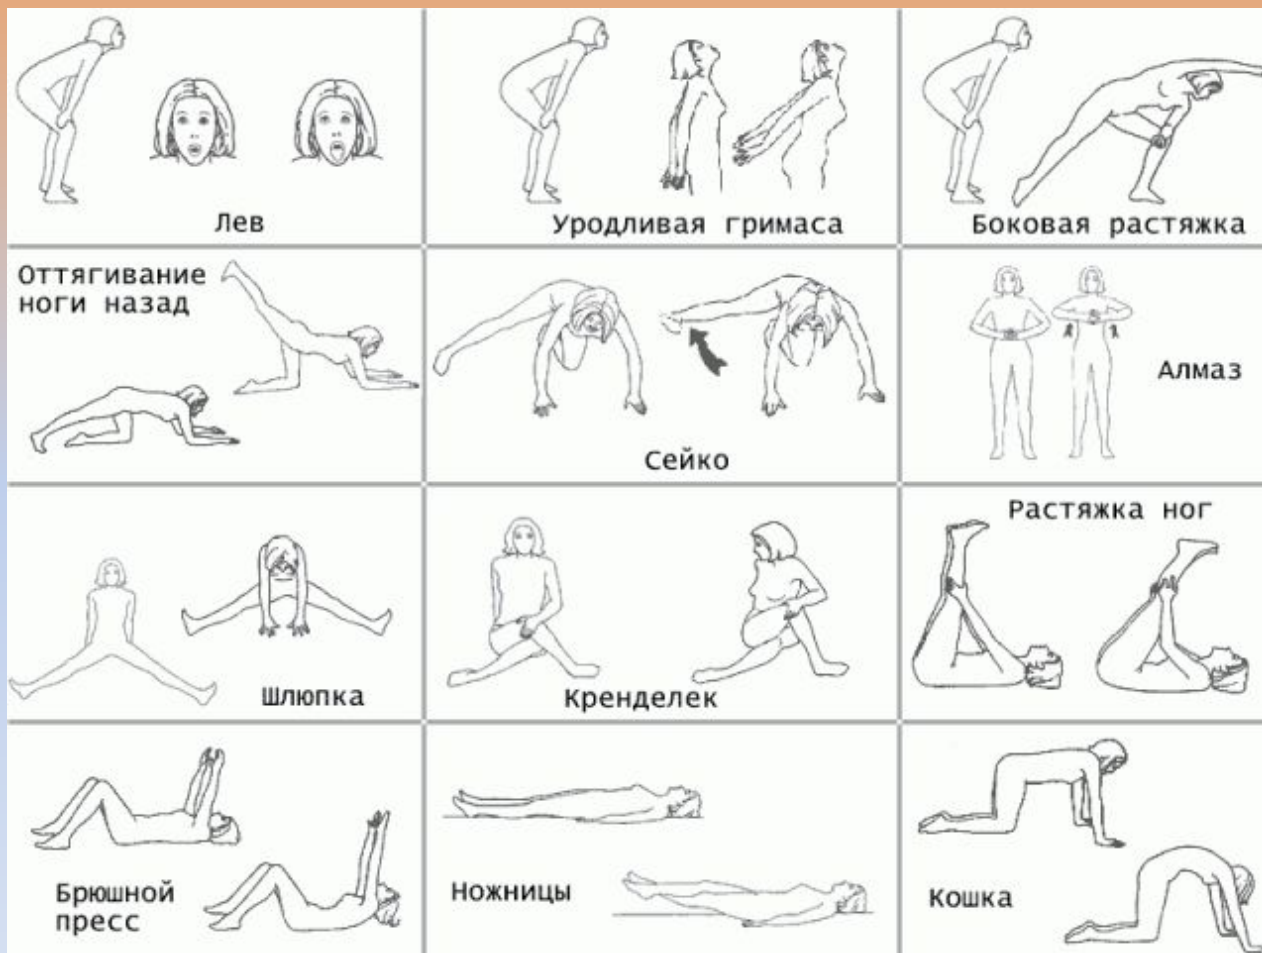 Лев
Уродливая гримаса
Боковая растяжка
Оттягивание
ноги назад
Сейко
Алмаз
Шлюпка
Кренделек
Растяжка ног
Брюшной
пресс
Ножницы
Кошка